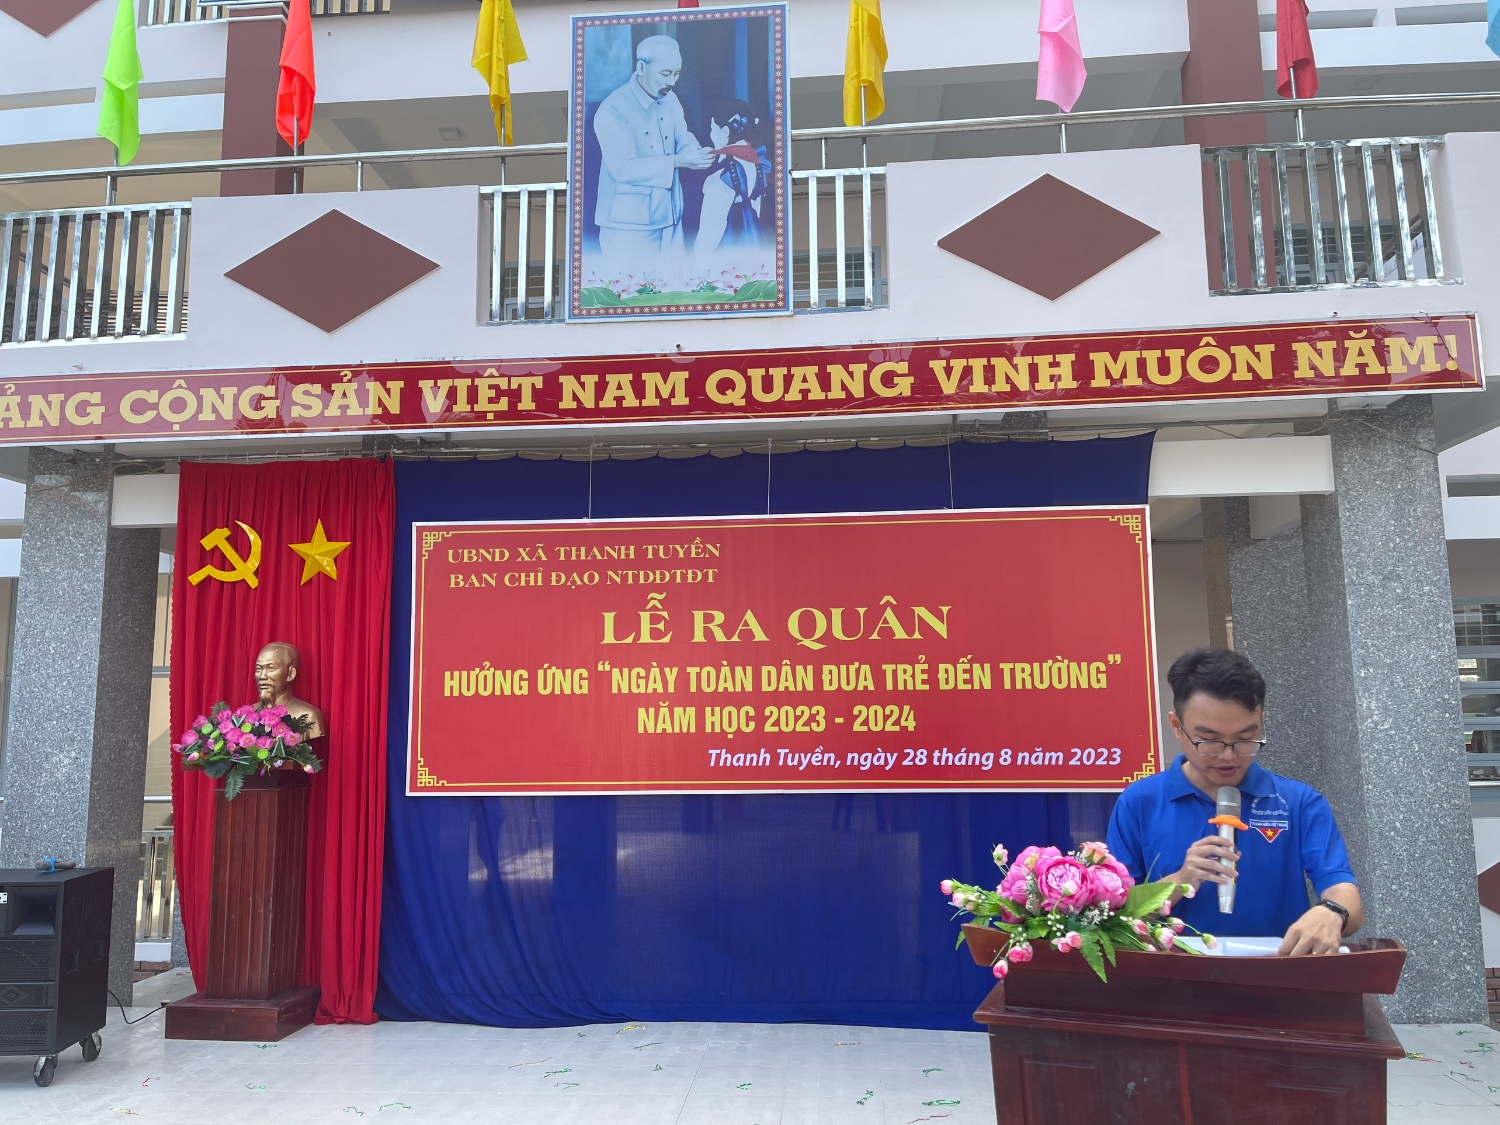 ẢNG CỘNG SẢN VIỆT NAM QUANG VINH MUÔN NĂM!
UBND XÃ THANH TUYỀN
BAN CHỈ ĐẠO NTDĐTĐT
LỄ RA QUÂN
HƯỞNG ỨNG “NGÀY TOÀN DÂN ĐƯA TRẺ ĐẾN TRƯỜNG”
NĂM HỌC 2023 - 2024
Thanh Tuyền, ngày 28 tháng 8 năm 2023